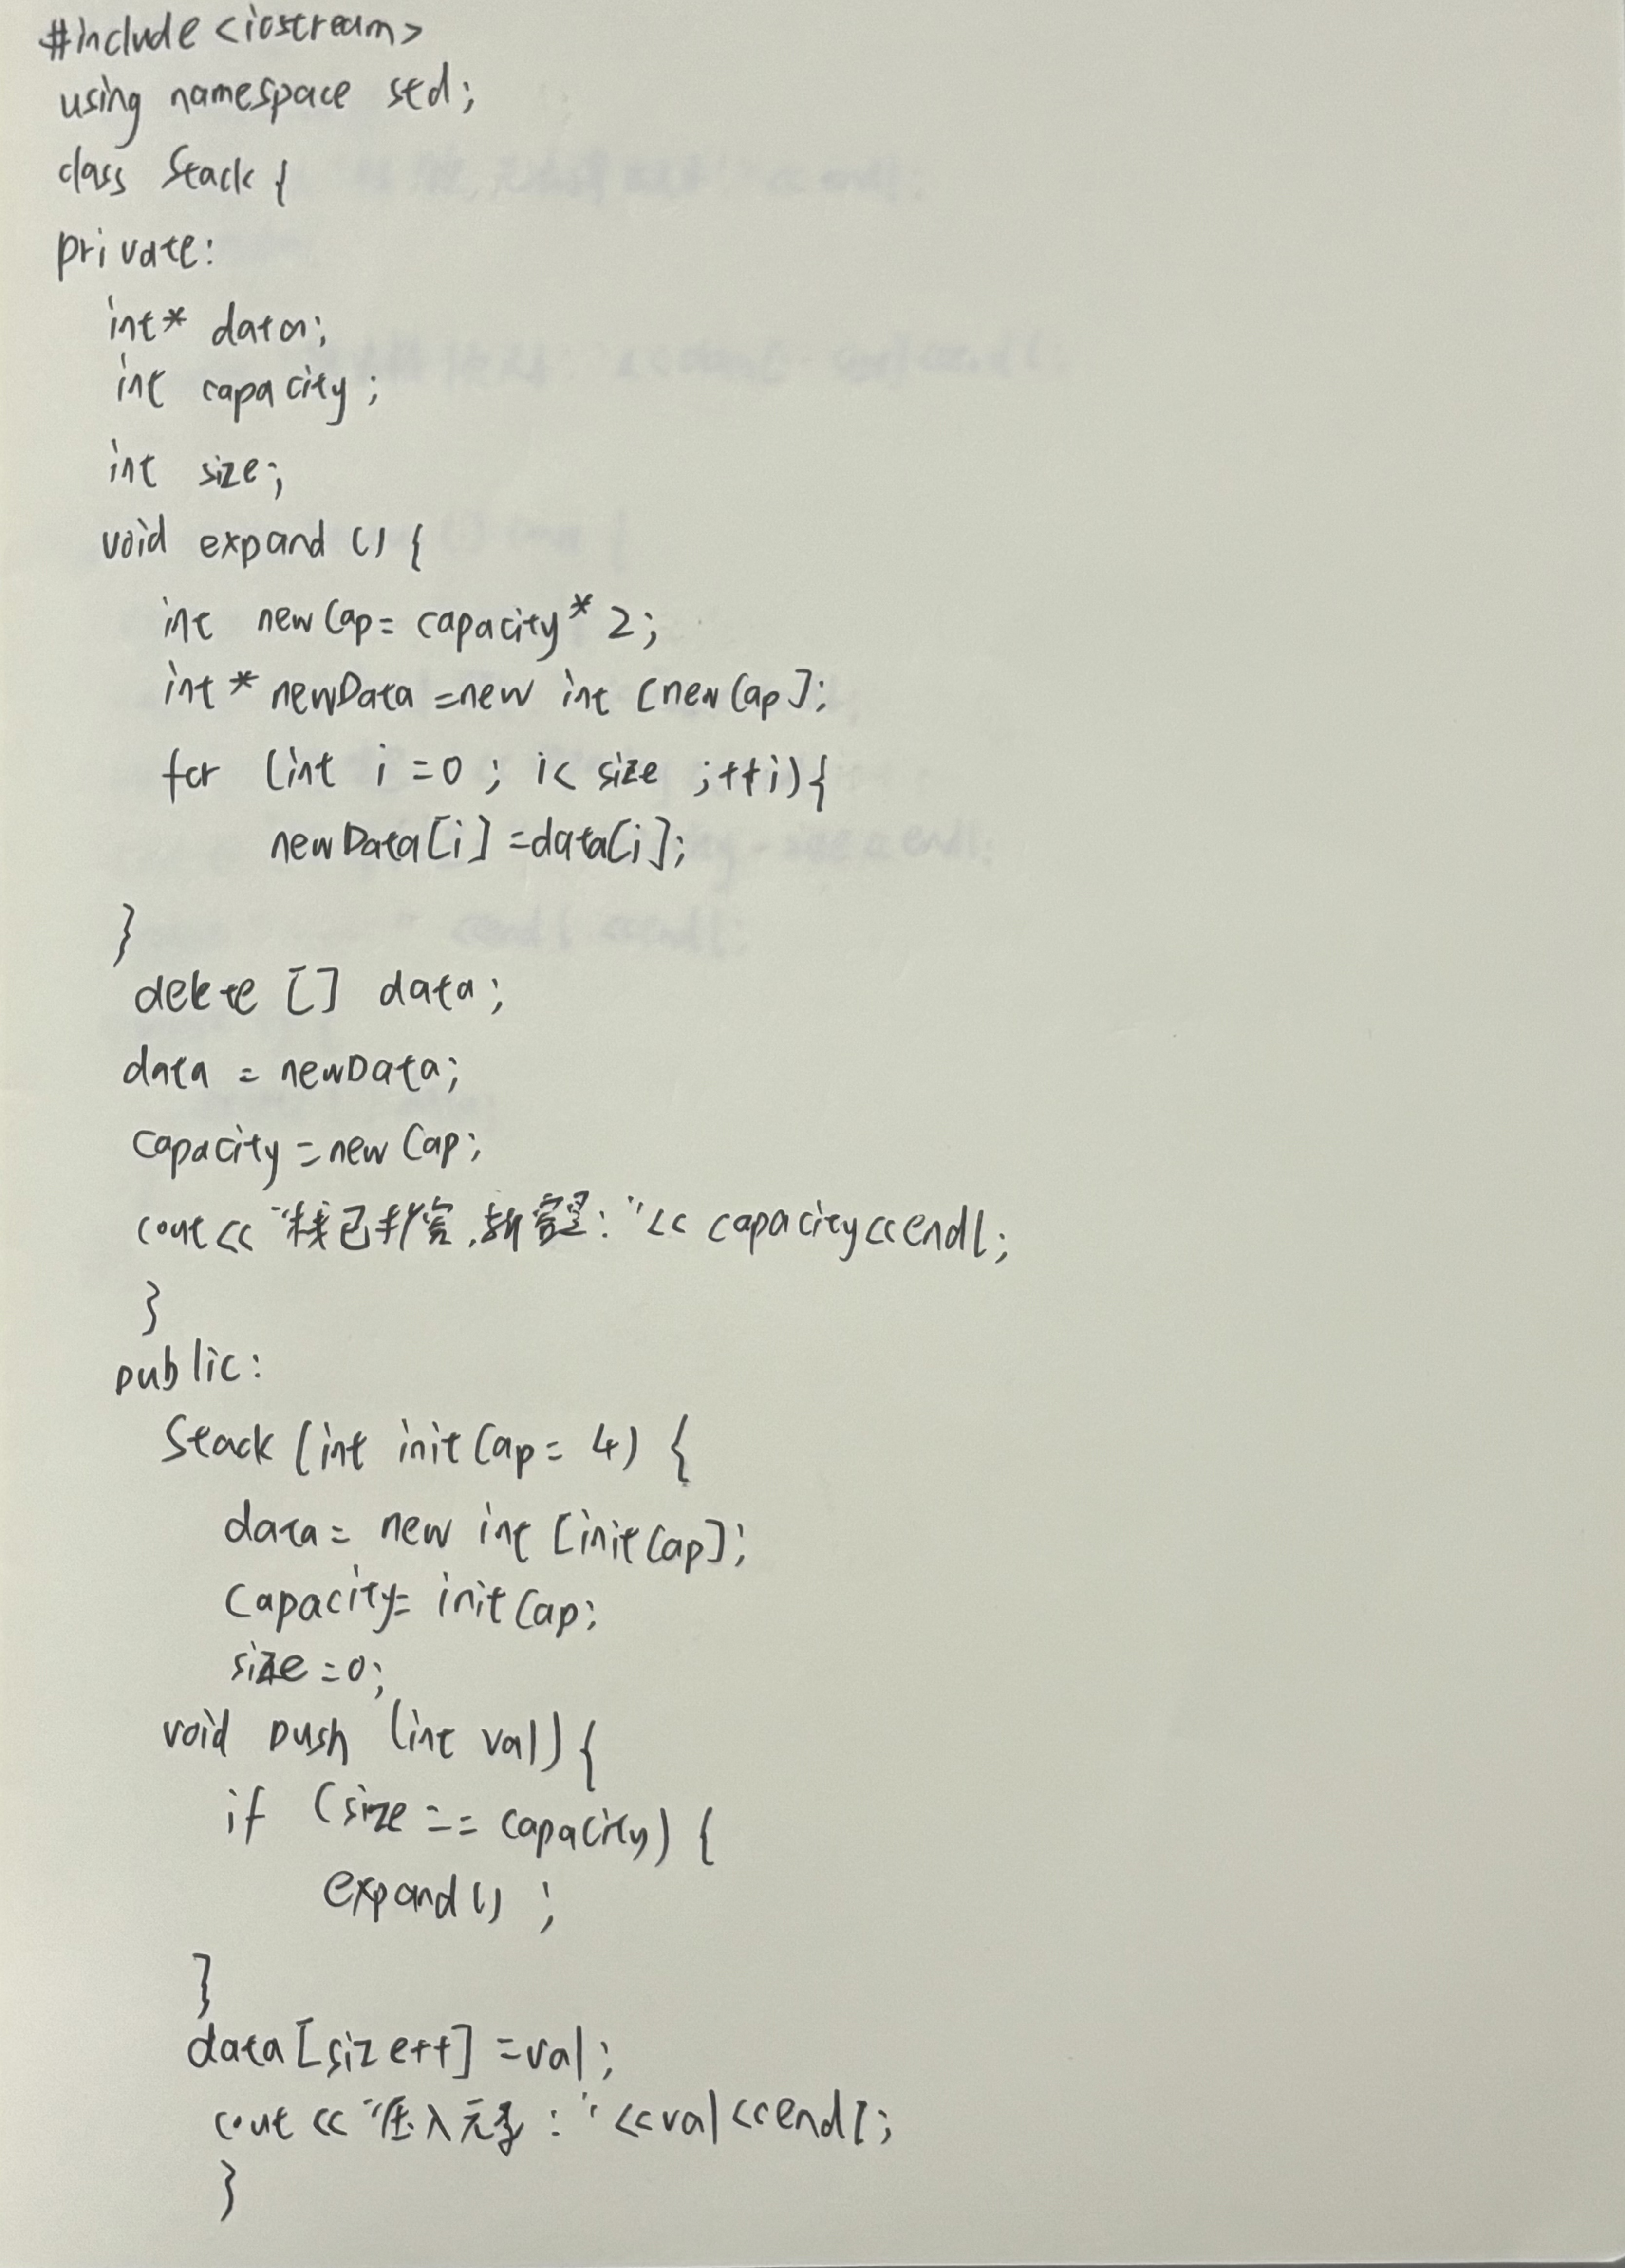 #include <iostream>
using namespace std;
class Stack {
private:
int* data;
int capacity;
int size;
void expand () {
int newCap = capacity * 2;
int * newData = new int [newCap];
for (int i = 0 ; i < size ; ++i) {
newData[i] = data[i];
}
delete [] data;
data = newData;
capacity = newCap;
cout << "栈已扩容,新容量: " << capacity << endl;
}
public:
Stack (int initCap = 4) {
data = new int [initCap];
capacity = initCap;
size = 0;
void push (int val) {
if (size == capacity) {
expand () ;
}
data [size++] = val;
cout << "压入元素: " << val << endl;
}